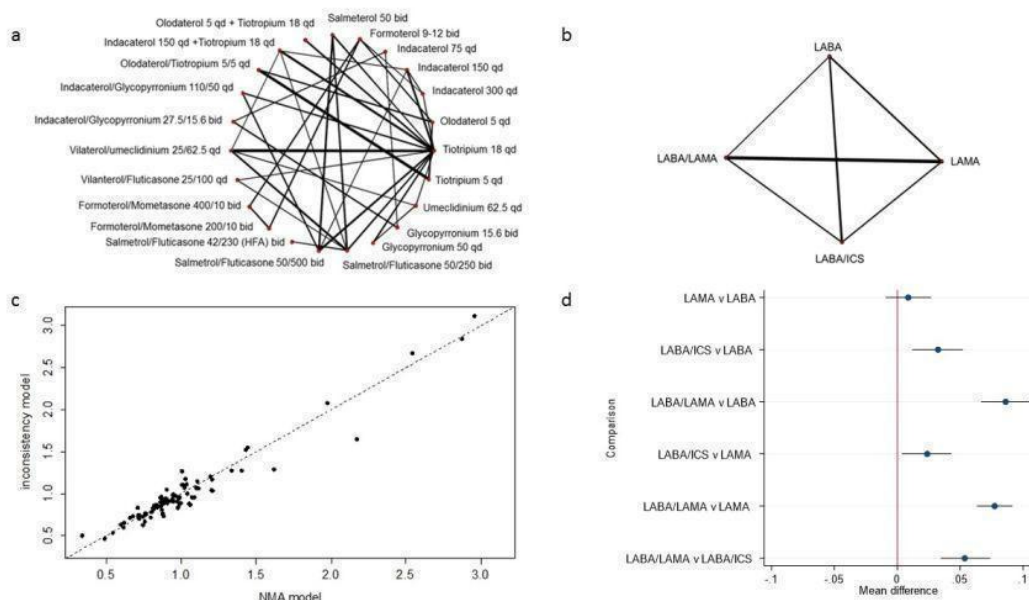 a
Olodaterol 5 qd + Tiotropium 18 qd
Salmeterol 50 bid
Formoterol 9-12 bid
Indacaterol 150 qd +Tiotropium 18 qd
Indacaterol 75 qd
Olodaterol/Tiotropium 5/5 qd
Indacaterol 150 qd
Indacaterol/Glycopyrronium 110/50 qd
Indacaterol 300 qd
Indacaterol/Glycopyrronium 27.5/15.6 bid
Olodaterol 5 qd
Vilaterol/umeclidinium 25/62.5 qd
Tiotripium 18 qd
Vilanterol/Fluticasone 25/100 qd
Tiotripium 5 qd
Formoterol/Mometasone 400/10 bid
Umeclidinium 62.5 qd
Formoterol/Mometasone 200/10 bid
Glycopyrronium 15.6 bid
Salmetrol/Fluticasone 42/230 (HFA) bid
Glycopyrronium 50 qd
Salmetrol/Fluticasone 50/500 bid
Salmetrol/Fluticasone 50/250 bid
b
LABA
LABA/LAMA
LAMA
LABA/ICS
c
inconsistency model
3.0
2.5
2.0
1.5
1.0
0.5
0.5 1.0 1.5 2.0 2.5 3.0
NMA model
d
Comparison
LAMA v LABA
LABA/ICS v LABA
LABA/LAMA v LABA
LABA/ICS v LAMA
LABA/LAMA v LAMA
LABA/LAMA v LABA/ICS
-.1 0 .05 .1
Mean difference